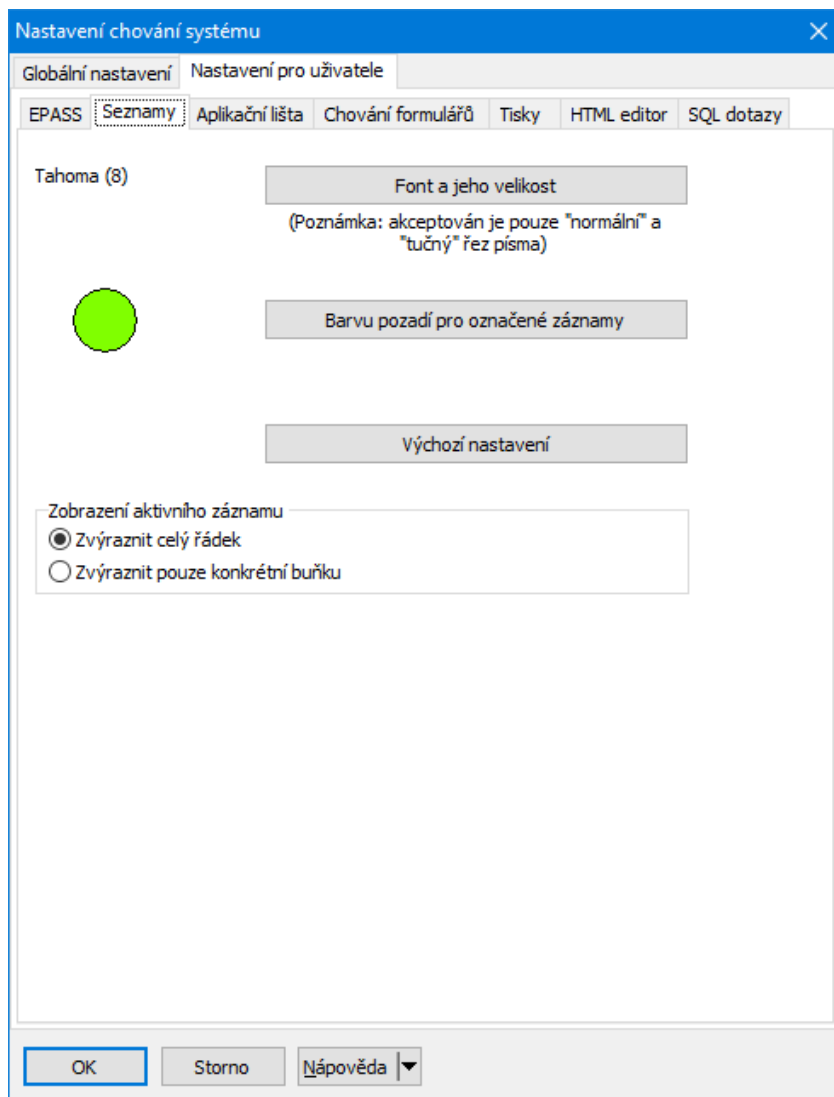 Nastavení chování systému
Globální nastavení Nastavení pro uživatele
EPASS Seznamy Aplikační lišta Chování formulářů Tisky HTML editor SQL dotazy
Tahoma (8) Font a jeho velikost
(Poznámka: akceptován je pouze "normální" a
"tučný" řez písma)
Barvu pozadí pro označené záznamy
Výchozí nastavení
Zobrazení aktivního záznamu
Zvýraznit celý řádek
Zvýraznit pouze konkrétní buňku
OK Storno Nápověda